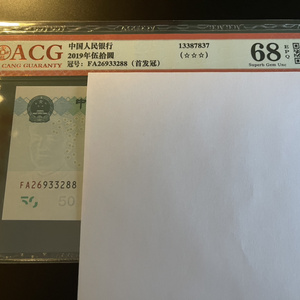 ACG
CANG GUARANTY
中国人民银行
2019年伍拾圆
冠号: FA26933288 (首发冠)
13387837
(☆☆☆)
68 EPQ
Superb Gem Unc
FA26933288
50